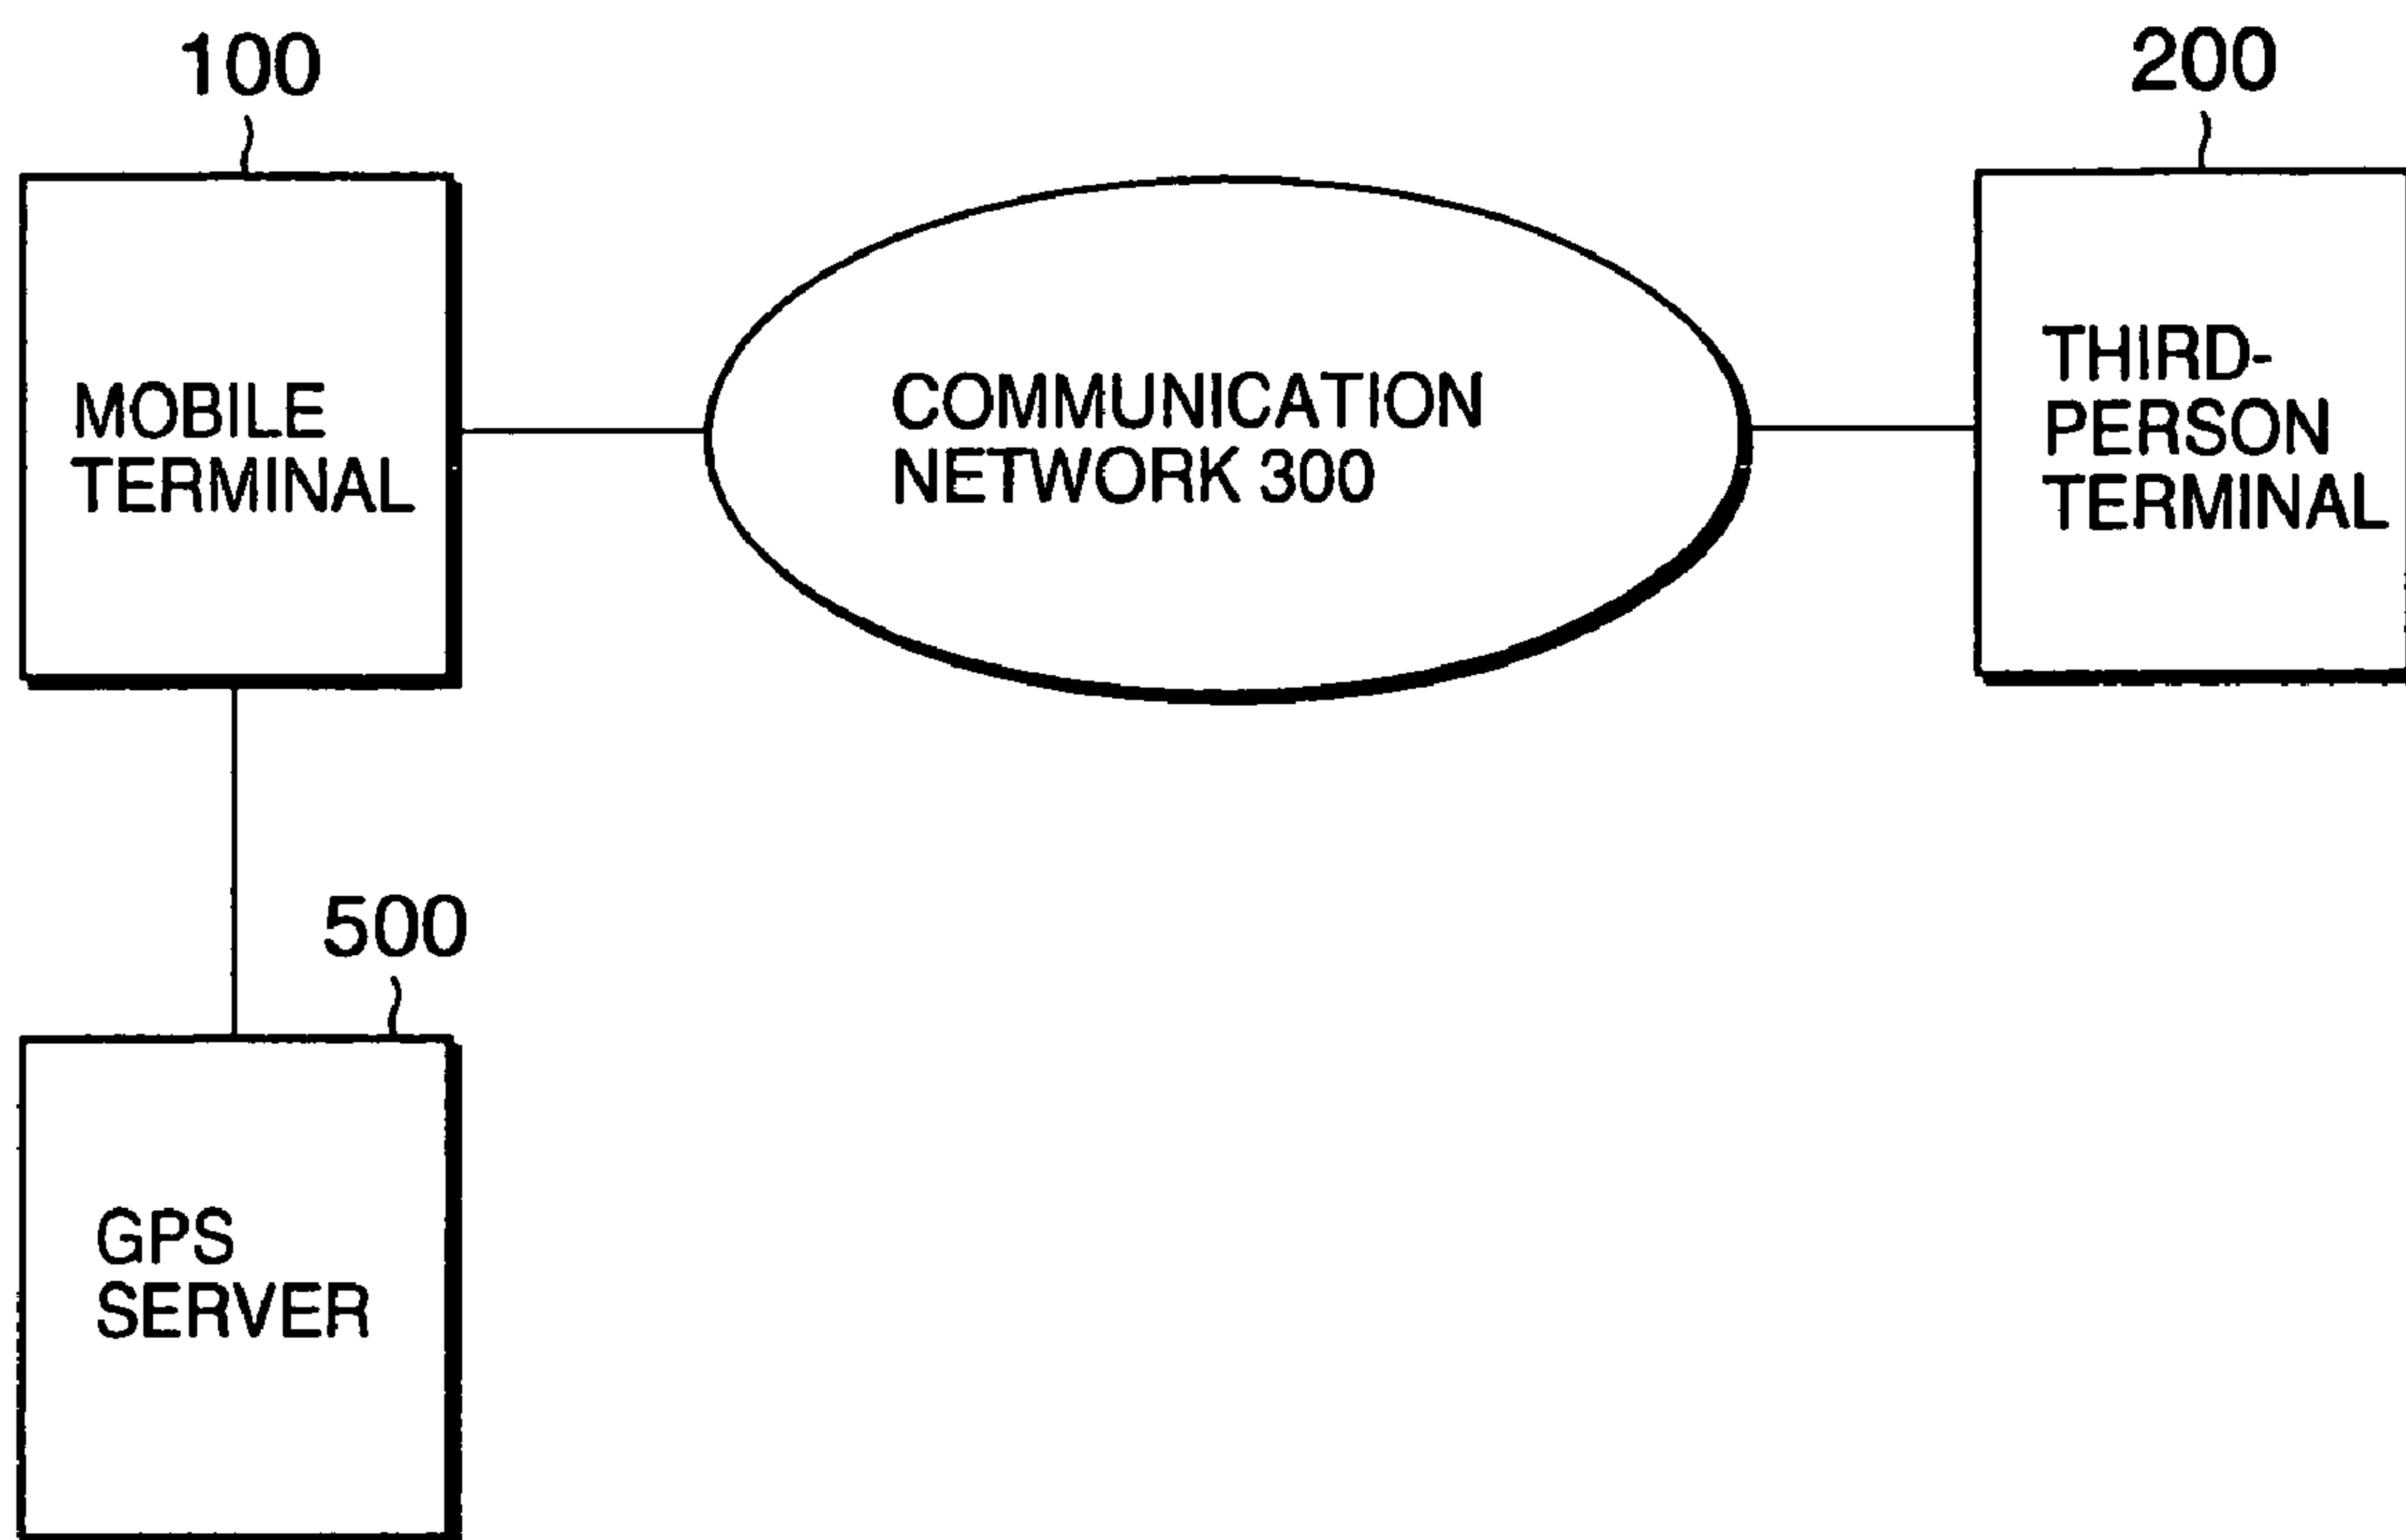 100
200
MOBILE
TERMINAL
COMMUNICATION
NETWORK 300
THIRD-
PERSON
TERMINAL
500
GPS
SERVER